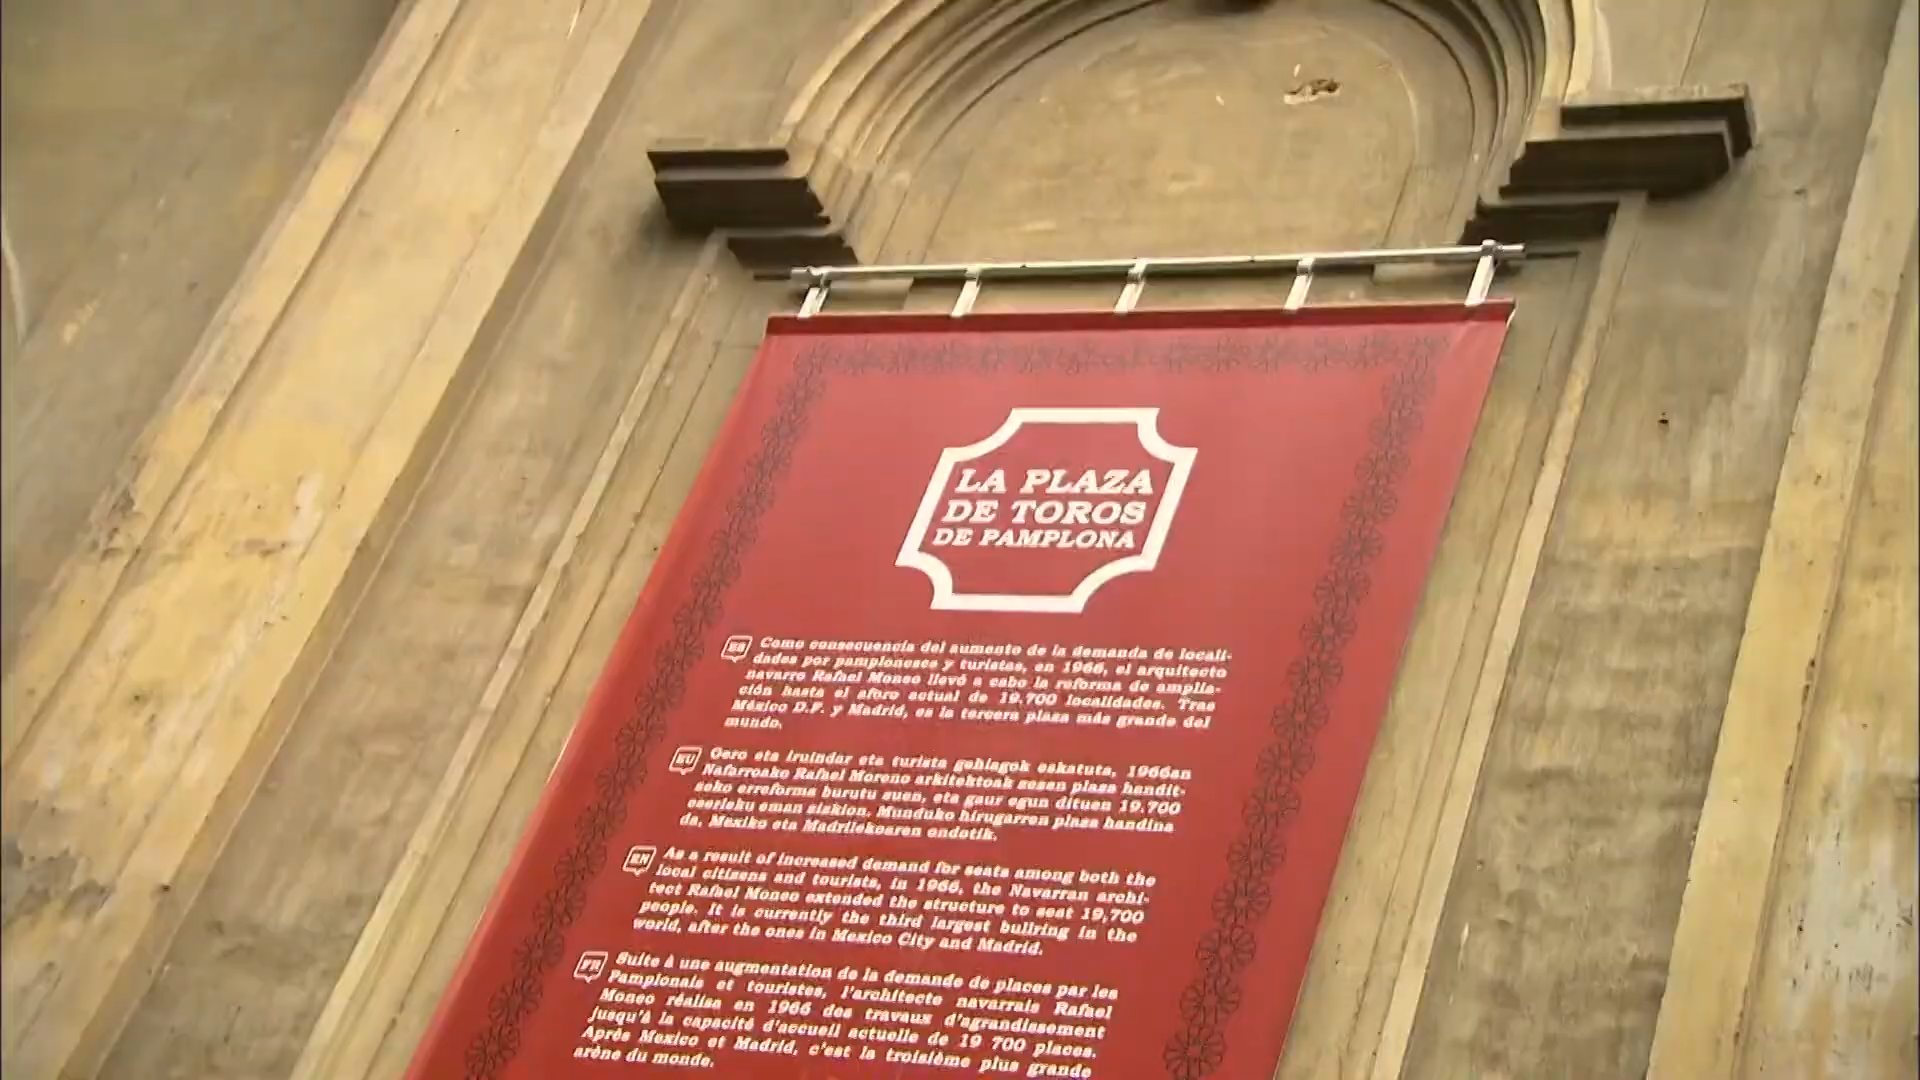 LA PLAZA
DE TOROS
DE PAMPLONA
ES
Como consecuencia del aumento de la demanda de locali-
dades por pamploneses y turistas, en 1966, el arquitecto
navarro Rafael Moneo llevó a cabo la reforma de amplia-
ción hasta el aforo actual de 19.700 localidades. Tras
México D.F. y Madrid, es la tercera plaza más grande del
mundo.
EU
Gero eta iruindar eta turista gehiagok eskatuta, 1966an
Nafarroako Rafael Moreno arkitektoak zezen plaza handit-
zeko erreforma burutu zuen, eta gaur egun dituen 19.700
eserleku eman zizkion. Munduko hirugarren plaza handina
da, Mexiko eta Madrilekoaren ondotik.
EN
As a result of increased demand for seats among both the
local citizens and tourists, in 1966, the Navarran archi-
tect Rafael Moneo extended the structure to seat 19,700
people. It is currently the third largest bullring in the
world, after the ones in Mexico City and Madrid.
FR
Suite à une augmentation de la demande de places par les
Pamplonais et touristes, l'architecte navarrais Rafael
Moneo réalisa en 1966 des travaux d'agrandissement
jusqu'à la capacité d'accueil actuelle de 19 700 places.
Après Mexico et Madrid, c'est la troisième plus grande
arène du monde.